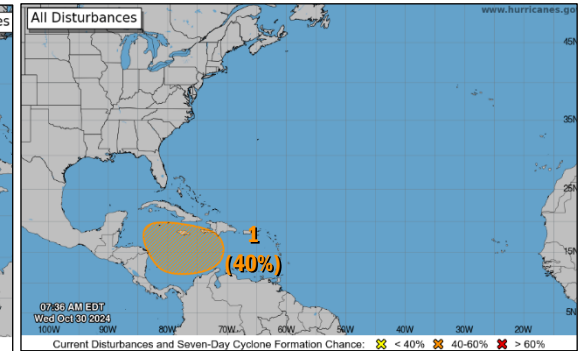 es
All Disturbances
www.hurricanes.go
45N
35N
25N
15N
5N
1
(40%)
07:36 AM EDT
Wed Oct 30 2024
100W 90W 80W 70W 60W 50W 40W 30W 20W
Current Disturbances and Seven-Day Cyclone Formation Chance: < 40% 40-60% > 60%